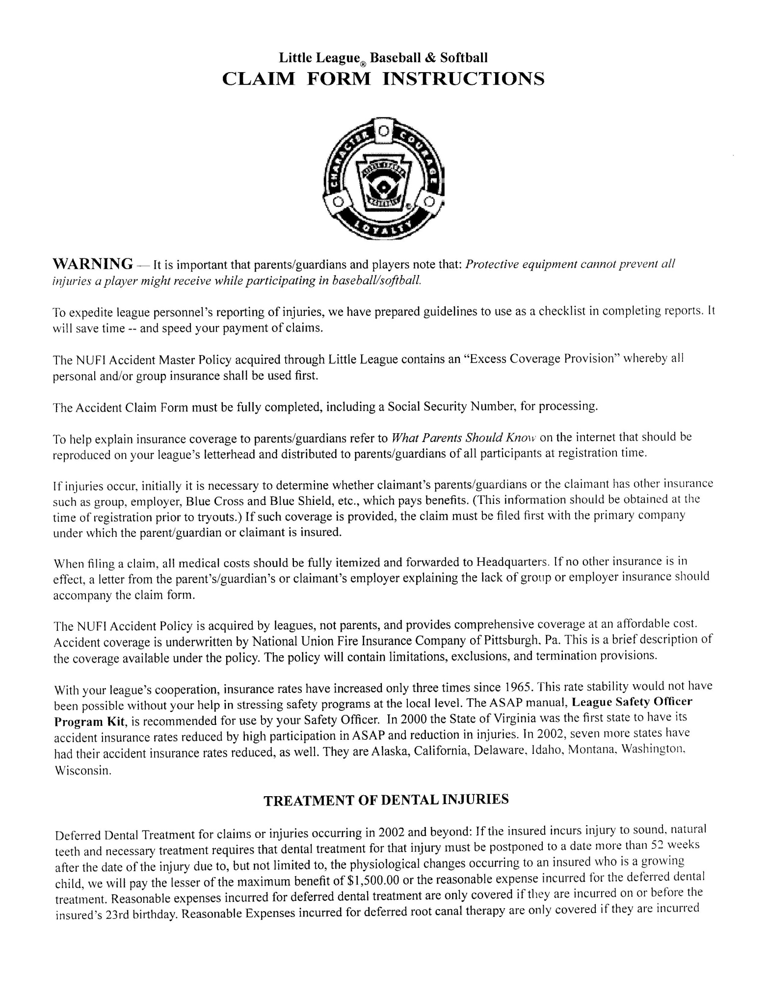 Little League® Baseball & Softball
CLAIM FORM INSTRUCTIONS
CHARACTER
COURAGE
LOYALTY
WARNING — It is important that parents/guardians and players note that: Protective equipment cannot prevent all
injuries a player might receive while participating in baseball/softball.
To expedite league personnel's reporting of injuries, we have prepared guidelines to use as a checklist in completing reports. It
will save time -- and speed your payment of claims.
The NUFI Accident Master Policy acquired through Little League contains an “Excess Coverage Provision” whereby all
personal and/or group insurance shall be used first.
The Accident Claim Form must be fully completed, including a Social Security Number, for processing.
To help explain insurance coverage to parents/guardians refer to What Parents Should Know on the internet that should be
reproduced on your league's letterhead and distributed to parents/guardians of all participants at registration time.
If injuries occur, initially it is necessary to determine whether claimant's parents/guardians or the claimant has other insurance
such as group, employer, Blue Cross and Blue Shield, etc., which pays benefits. (This information should be obtained at the
time of registration prior to tryouts.) If such coverage is provided, the claim must be filed first with the primary company
under which the parent/guardian or claimant is insured.
When filing a claim, all medical costs should be fully itemized and forwarded to Headquarters. If no other insurance is in
effect, a letter from the parent's/guardian's or claimant's employer explaining the lack of group or employer insurance should
accompany the claim form.
The NUFI Accident Policy is acquired by leagues, not parents, and provides comprehensive coverage at an affordable cost.
Accident coverage is underwritten by National Union Fire Insurance Company of Pittsburgh, Pa. This is a brief description of
the coverage available under the policy. The policy will contain limitations, exclusions, and termination provisions.
With your league's cooperation, insurance rates have increased only three times since 1965. This rate stability would not have
been possible without your help in stressing safety programs at the local level. The ASAP manual, League Safety Officer
Program Kit, is recommended for use by your Safety Officer. In 2000 the State of Virginia was the first state to have its
accident insurance rates reduced by high participation in ASAP and reduction in injuries. In 2002, seven more states have
had their accident insurance rates reduced, as well. They are Alaska, California, Delaware, Idaho, Montana, Washington,
Wisconsin.
TREATMENT OF DENTAL INJURIES
Deferred Dental Treatment for claims or injuries occurring in 2002 and beyond: If the insured incurs injury to sound, natural
teeth and necessary treatment requires that dental treatment for that injury must be postponed to a date more than 52 weeks
after the date of the injury due to, but not limited to, the physiological changes occurring to an insured who is a growing
child, we will pay the lesser of the maximum benefit of $1,500.00 or the reasonable expense incurred for the deferred dental
treatment. Reasonable expenses incurred for deferred dental treatment are only covered if they are incurred on or before the
insured's 23rd birthday. Reasonable Expenses incurred for deferred root canal therapy are only covered if they are incurred